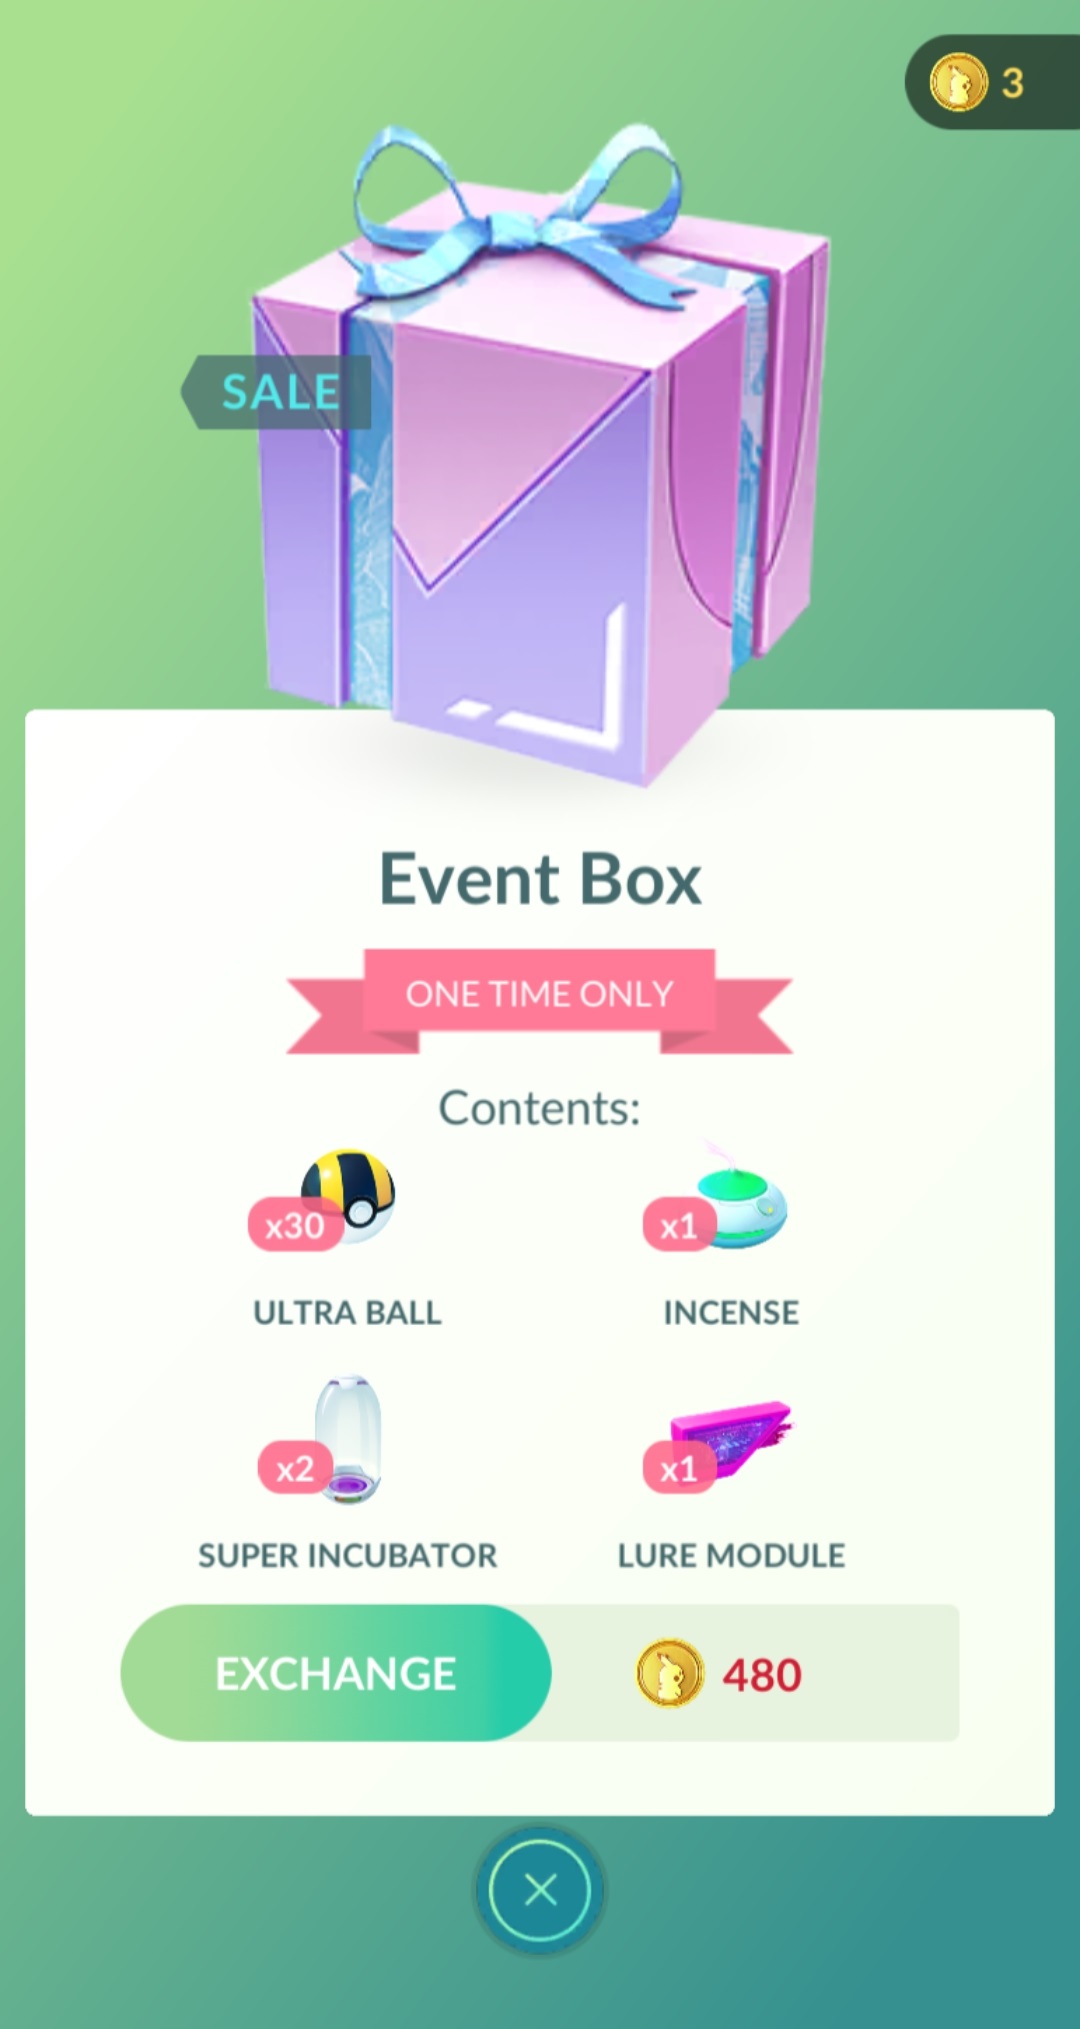 3
SALE
Event Box
ONE TIME ONLY
Contents:
x30
x1
ULTRA BALL
INCENSE
x2
x1
SUPER INCUBATOR
LURE MODULE
EXCHANGE
480